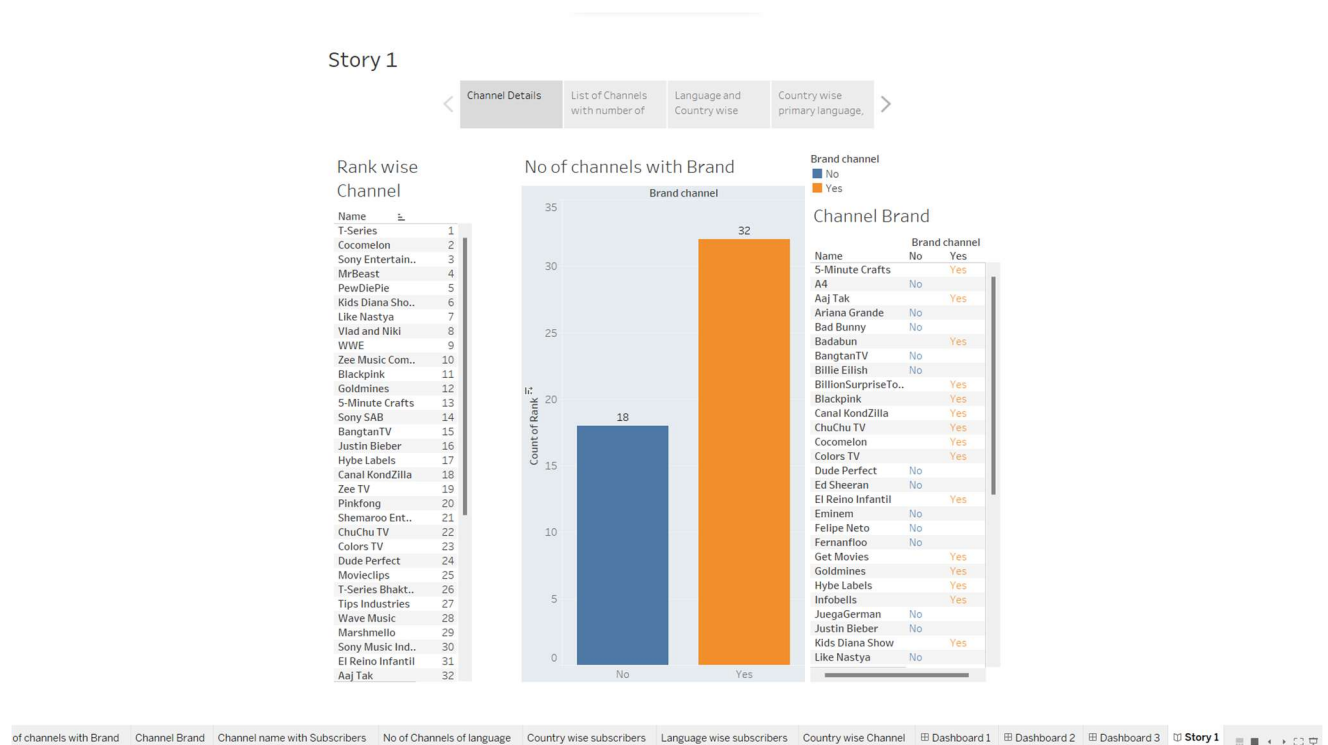 Story 1
Channel Details
List of Channels
with number of
Language and
Country wise
Country wise
primary language,
Rank wise
Channel
Name
T-Series 1
Cocomelon 2
Sony Entertain.. 3
MrBeast 4
PewDiePie 5
Kids Diana Sho.. 6
Like Nastya 7
Vlad and Niki 8
WWE 9
Zee Music Com.. 10
Blackpink 11
Goldmines 12
5-Minute Crafts 13
Sony SAB 14
BangtanTV 15
Justin Bieber 16
Hybe Labels 17
Canal KondZilla 18
Zee TV 19
Pinkfong 20
Shemaroo Ent.. 21
ChuChu TV 22
Colors TV 23
Dude Perfect 24
Movieclips 25
T-Series Bhakt.. 26
Tips Industries 27
Wave Music 28
Marshmello 29
Sony Music Ind.. 30
El Reino Infantil 31
Aaj Tak 32
No of channels with Brand
Brand channel
35
30
25
20
15
10
5
0
Count of Rank
32
18
No Yes
Brand channel
No
Yes
Channel Brand
Brand channel
Name No Yes
5-Minute Crafts Yes
A4 No
Aaj Tak Yes
Ariana Grande No
Bad Bunny No
Badabun Yes
BangtanTV No
Billie Eilish No
BillionSurpriseTo.. Yes
Blackpink Yes
Canal KondZilla Yes
ChuChu TV Yes
Cocomelon Yes
Colors TV Yes
Dude Perfect No
Ed Sheeran No
El Reino Infantil Yes
Eminem No
Felipe Neto No
Fernanfloo No
Get Movies Yes
Goldmines Yes
Hybe Labels Yes
Infobells Yes
JuegaGerman No
Justin Bieber No
Kids Diana Show Yes
Like Nastya No
of channels with Brand Channel Brand Channel name with Subscribers No of Channels of language Country wise subscribers Language wise subscribers Country wise Channel Dashboard 1 Dashboard 2 Dashboard 3 Story 1